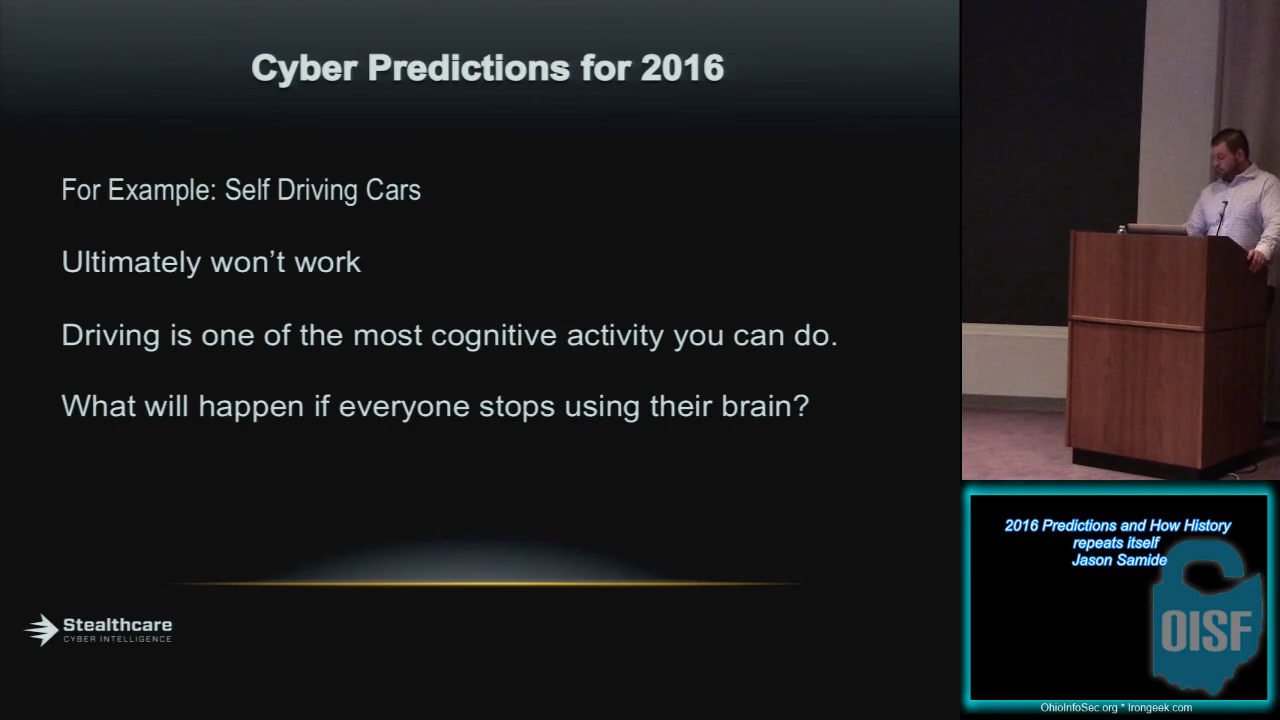 Cyber Predictions for 2016
For Example: Self Driving Cars
Ultimately won’t work
Driving is one of the most cognitive activity you can do.
What will happen if everyone stops using their brain?
Stealthcare
CYBER INTELLIGENCE
2016 Predictions and How History
repeats itself
Jason Samide
OISF
OhioInfoSec.org * Irongeek.com